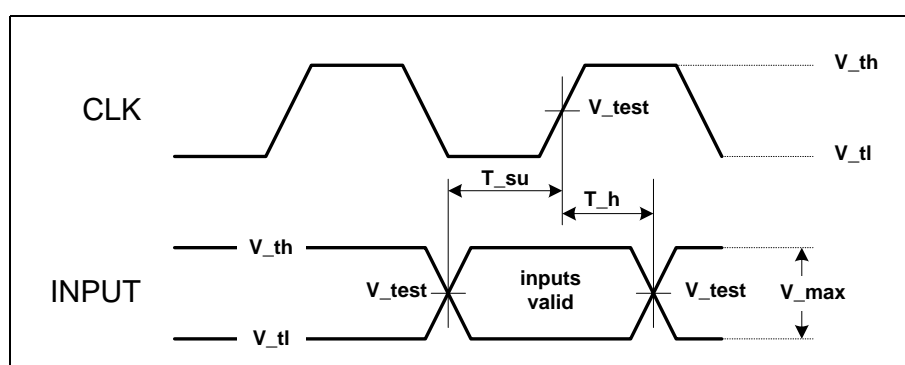 V_th
CLK
V_test
V_tl
T_su
T_h
V_th
INPUT
V_test
inputs
valid
V_test
V_max
V_tl